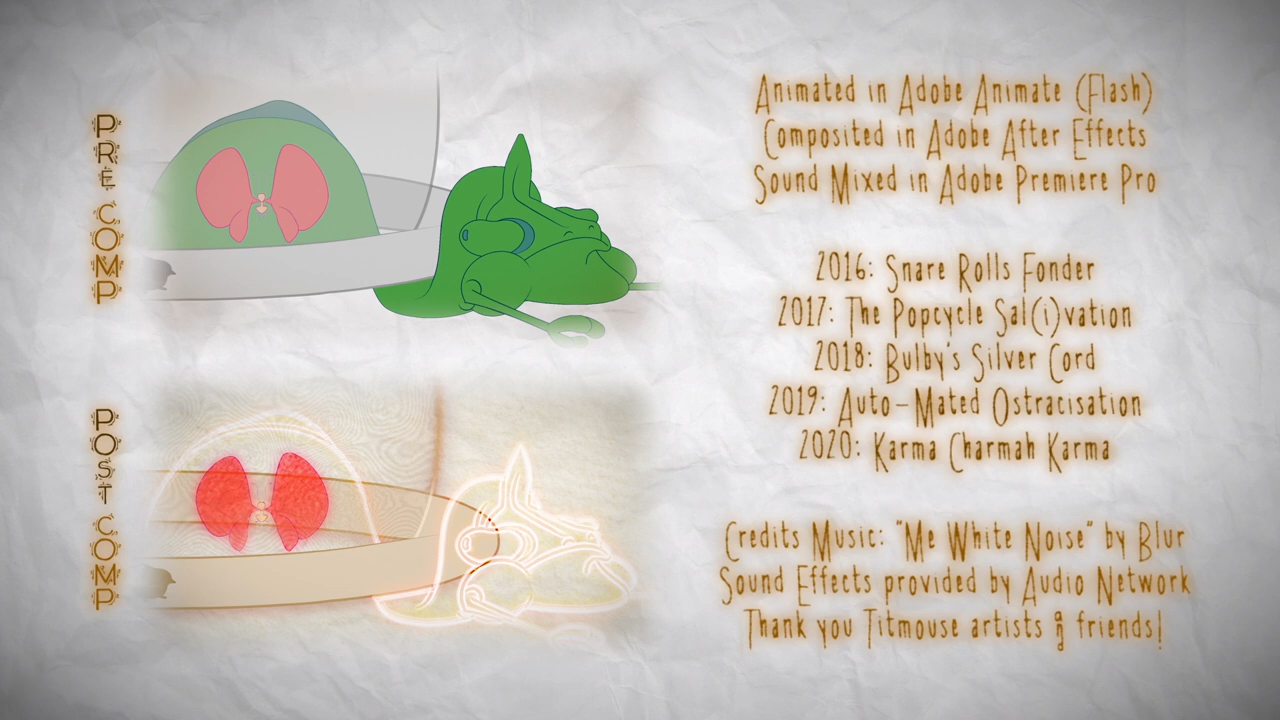 PRE COMP
POST COMP
Animated in Adobe Animate (Flash)
Composited in Adobe After Effects
Sound Mixed in Adobe Premiere Pro
2016: Snare Rolls Fonder
2017: The Popcycle Sal(i)vation
2018: Bulby's Silver Cord
2019: Auto-Mated Ostracisation
2020: Karma Charmah Karma
Credits Music: "Me White Noise" by Blur
Sound Effects provided by Audio Network
Thank you Titmouse artists & friends!